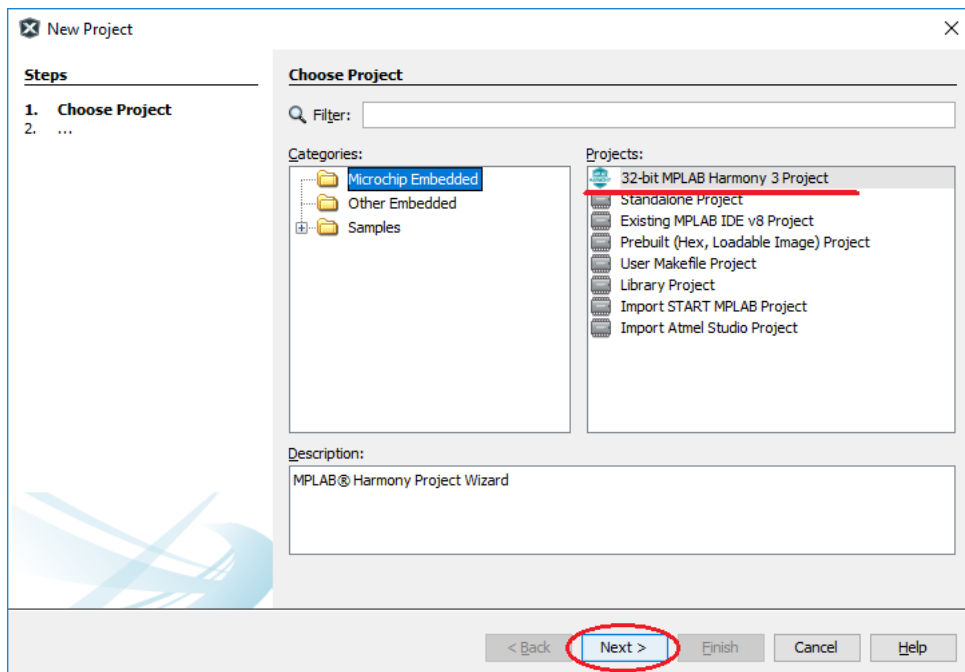 New Project
Steps
1. Choose Project
2. ...
Choose Project
Filter:
Categories:
Microchip Embedded
Other Embedded
Samples
Projects:
32-bit MPLAB Harmony 3 Project
Standalone Project
Existing MPLAB IDE v8 Project
Prebuilt (Hex, Loadable Image) Project
User Makefile Project
Library Project
Import START MPLAB Project
Import Atmel Studio Project
Description:
MPLAB® Harmony Project Wizard
< Back Next > Finish Cancel Help